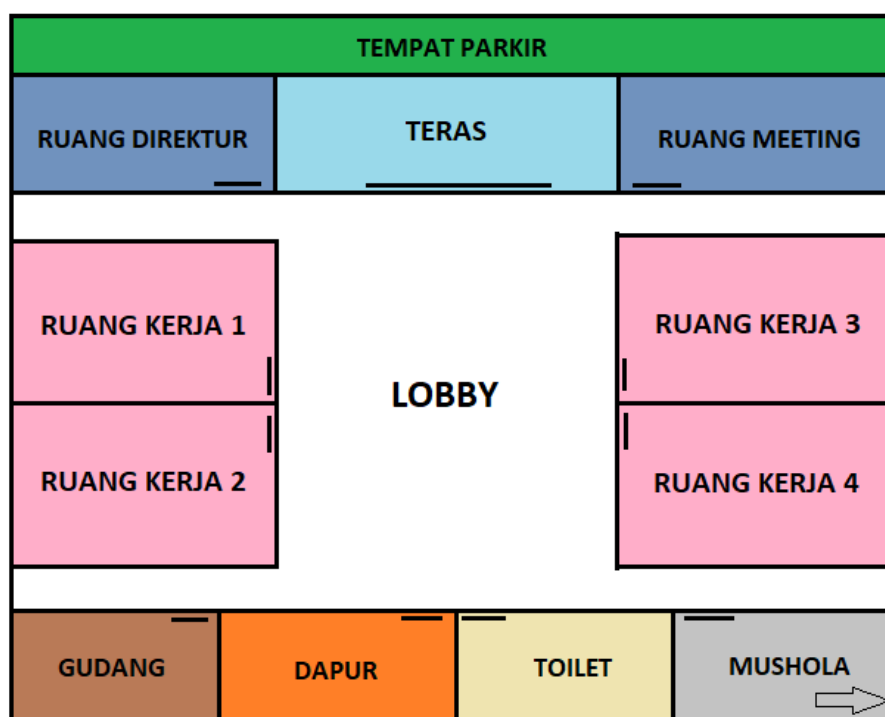 TEMPAT PARKIR
RUANG DIREKTUR
TERAS
RUANG MEETING
RUANG KERJA 1
RUANG KERJA 3
LOBBY
RUANG KERJA 2
RUANG KERJA 4
GUDANG
DAPUR
TOILET
MUSHOLA